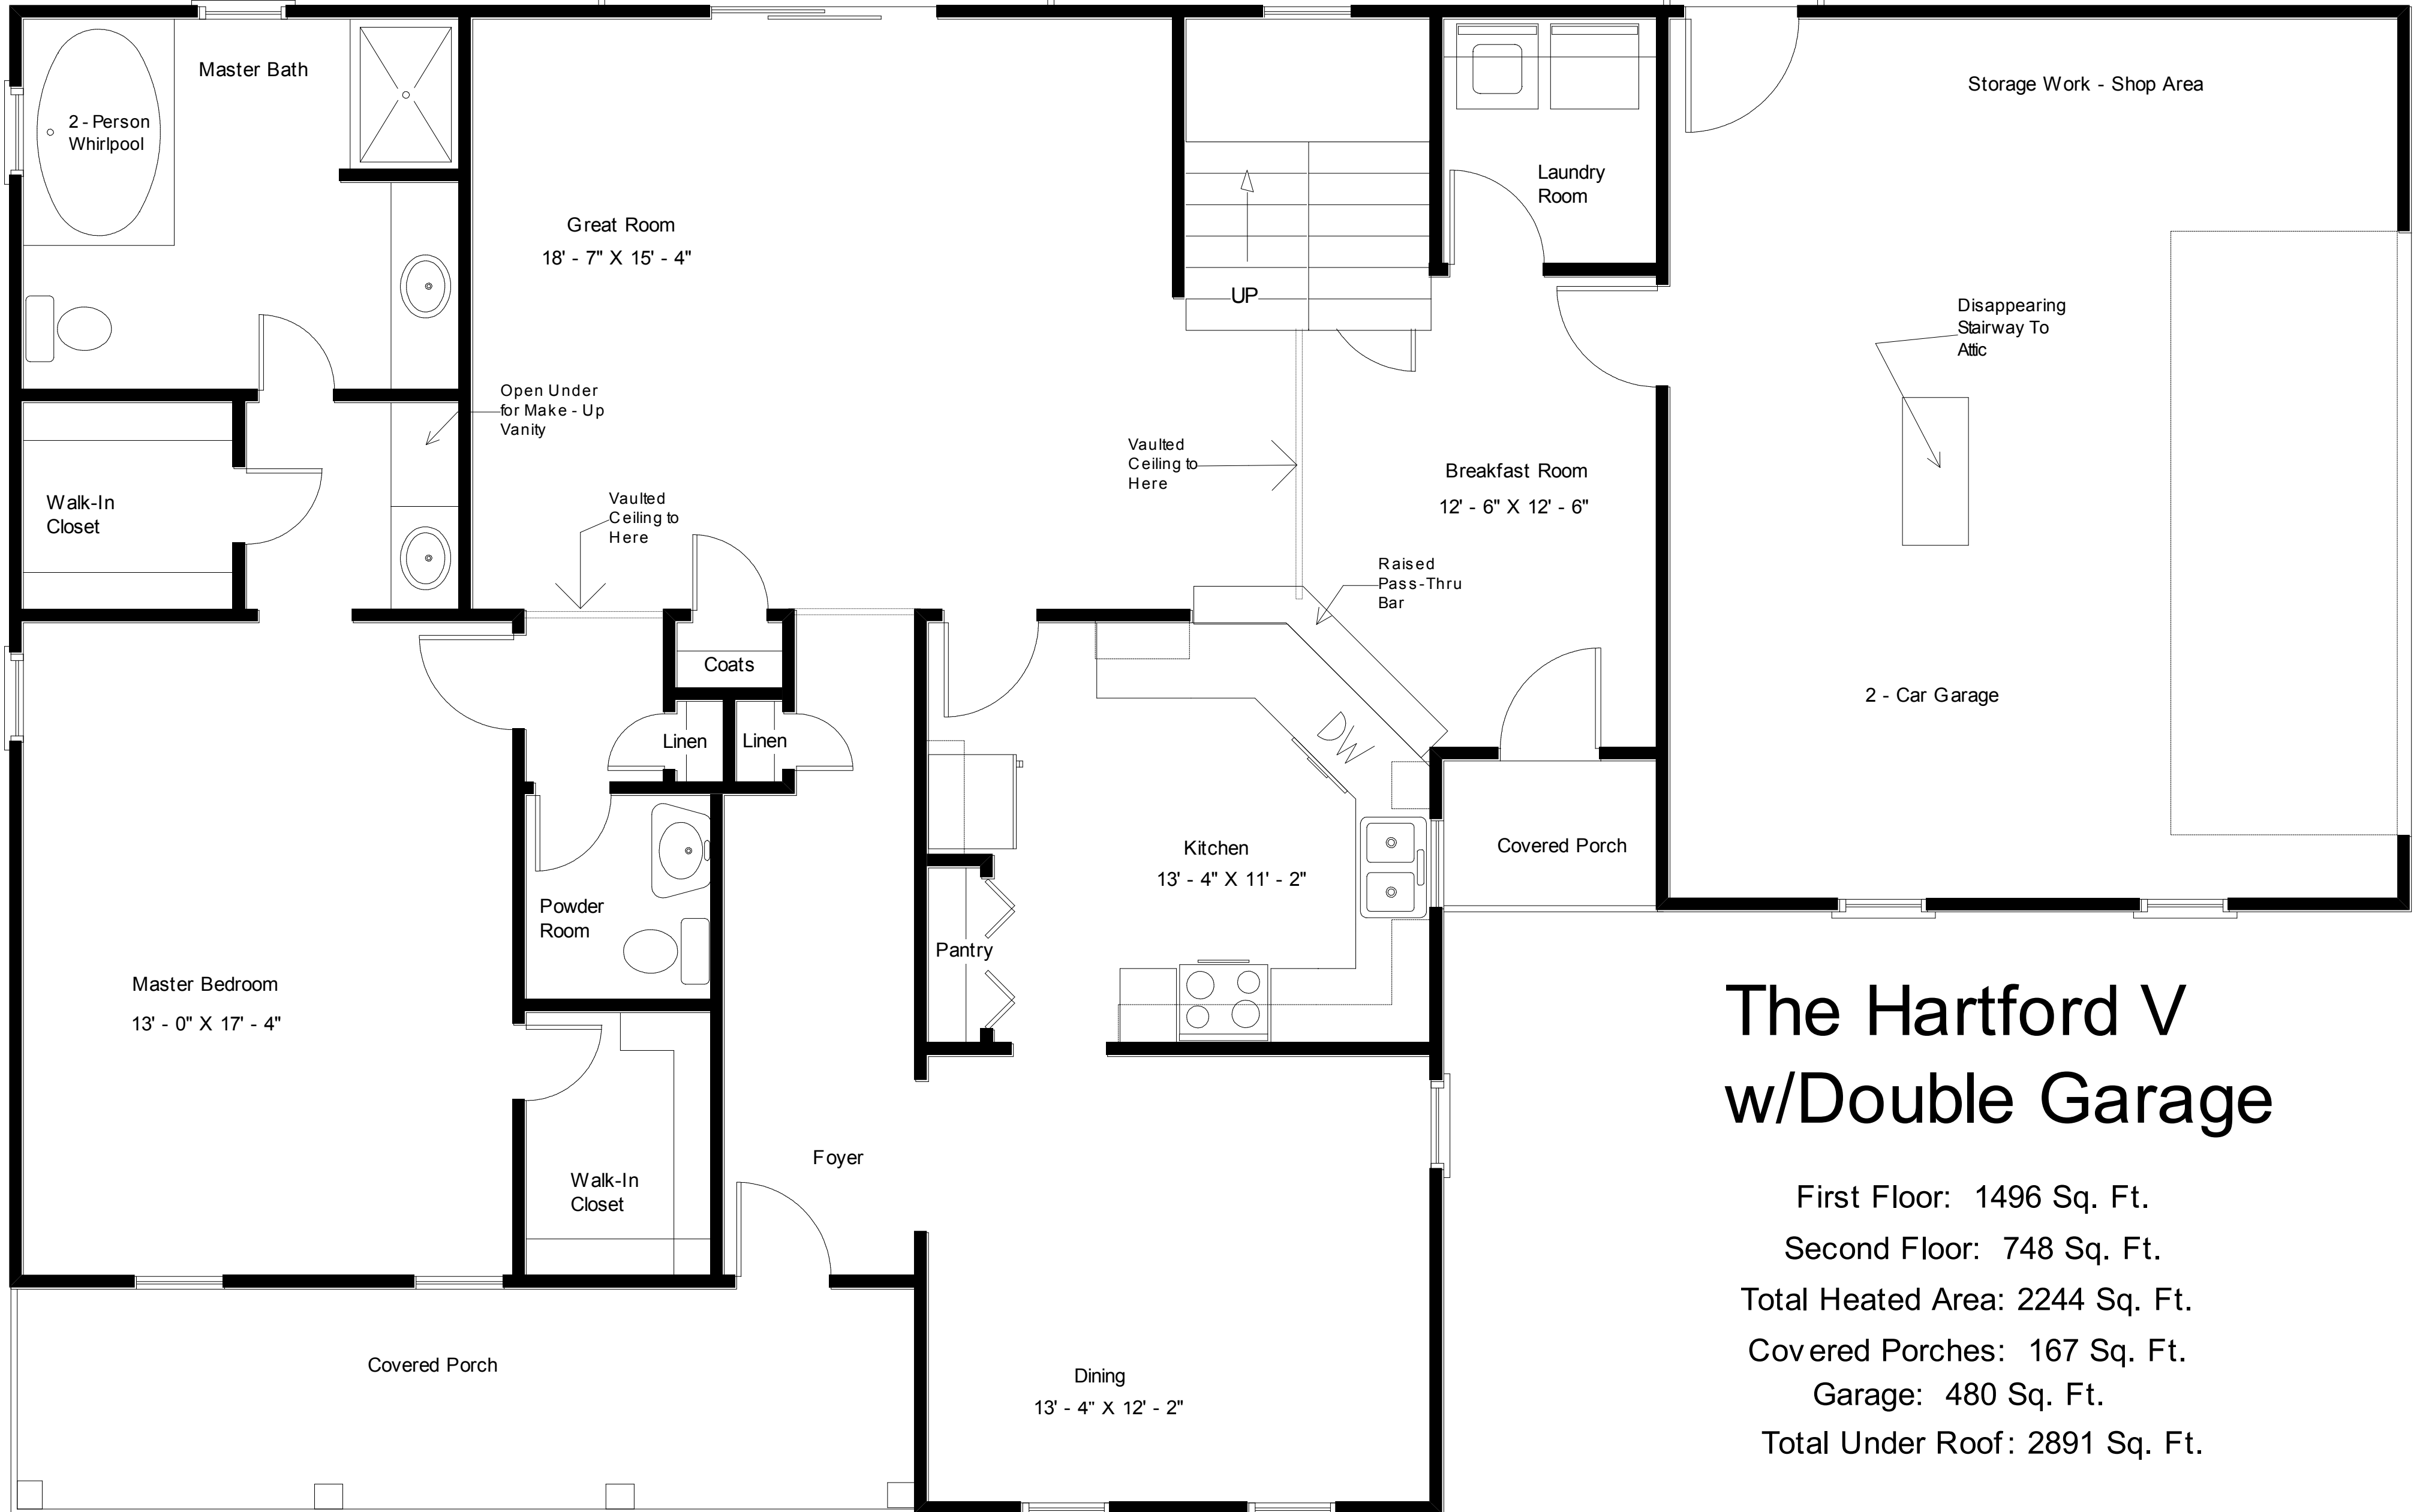 Master Bath
2 - Person
Whirlpool
Great Room
18' - 7" X 15' - 4"
UP
Laundry
Room
Storage Work - Shop Area
Disappearing
Stairway To
Attic
Open Under
for Make - Up
Vanity
Walk-In
Closet
Vaulted
Ceiling to
Here
Vaulted
Ceiling to
Here
Breakfast Room
12' - 6" X 12' - 6"
Raised
Pass-Thru
Bar
Coats
Linen
Linen
DW
2 - Car Garage
Kitchen
13' - 4" X 11' - 2"
Covered Porch
Powder
Room
Pantry
Master Bedroom
13' - 0" X 17' - 4"
Walk-In
Closet
Foyer
Covered Porch
Dining
13' - 4" X 12' - 2"
The Hartford V
w/Double Garage
First Floor: 1496 Sq. Ft.
Second Floor: 748 Sq. Ft.
Total Heated Area: 2244 Sq. Ft.
Covered Porches: 167 Sq. Ft.
Garage: 480 Sq. Ft.
Total Under Roof: 2891 Sq. Ft.